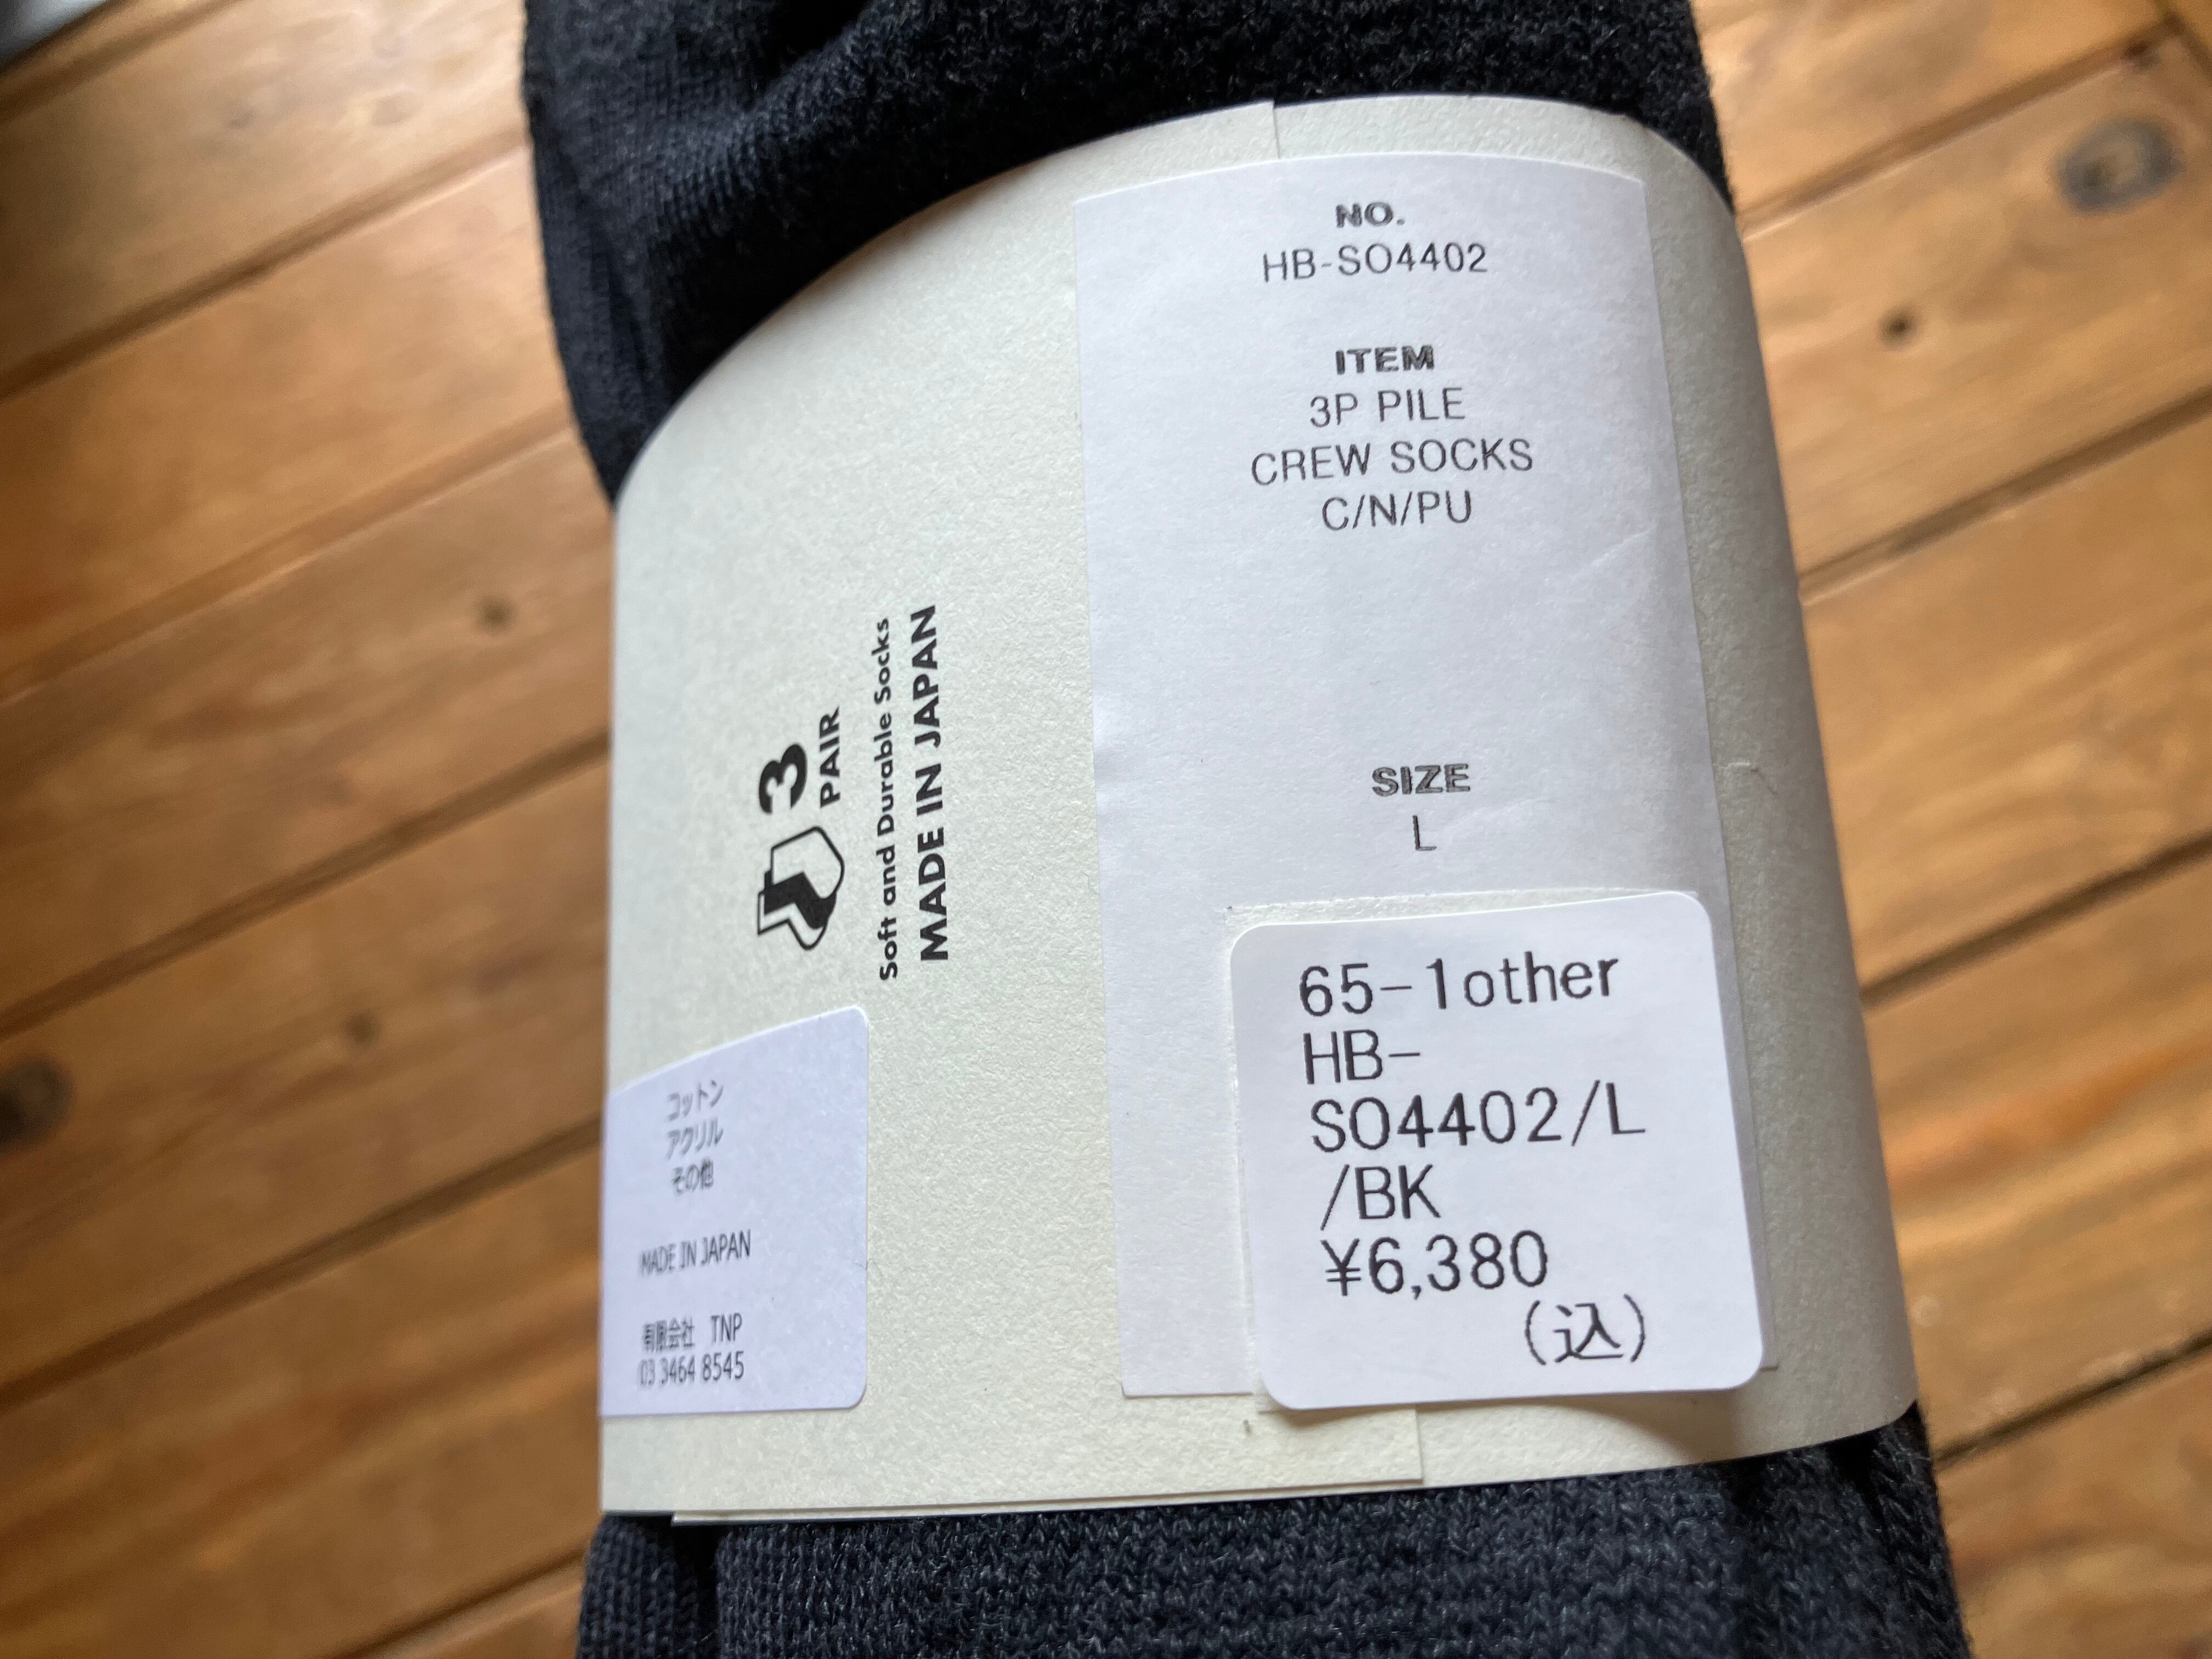 NO.
HB-SO4402
ITEM
3P PILE
CREW SOCKS
C/N/PU
SIZE
L
3
PAIR
Soft and Durable Socks
MADE IN JAPAN
65-1other
HB-
SO4402/L
/BK
¥6,380
(込)
コットン
アクリル
その他
MADE IN JAPAN
有限会社 TNP
03 3464 8545